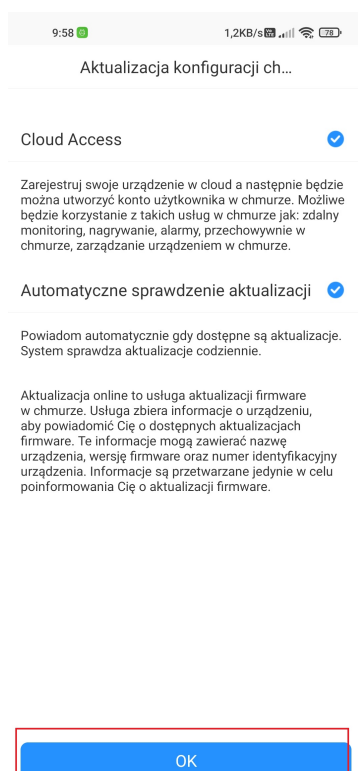 9:58 1,2KB/s 78
Aktualizacja konfiguracji ch...
Cloud Access
Zarejestruj swoje urządzenie w cloud a następnie będzie
można utworzyć konto użytkownika w chmurze. Możliwe
będzie korzystanie z takich usług w chmurze jak: zdalny
monitoring, nagrywanie, alarmy, przechowywnie w
chmurze, zarządzanie urządzeniem w chmurze.
Automatyczne sprawdzenie aktualizacji
Powiadom automatycznie gdy dostępne są aktualizacje.
System sprawdza aktualizacje codziennie.
Aktualizacja online to usługa aktualizacji firmware
w chmurze. Usługa zbiera informacje o urządzeniu,
aby powiadomić Cię o dostępnych aktualizacjach
firmware. Te informacje mogą zawierać nazwę
urządzenia, wersję firmware oraz numer identyfikacyjny
urządzenia. Informacje są przetwarzane jedynie w celu
poinformowania Cię o aktualizacji firmware.
OK